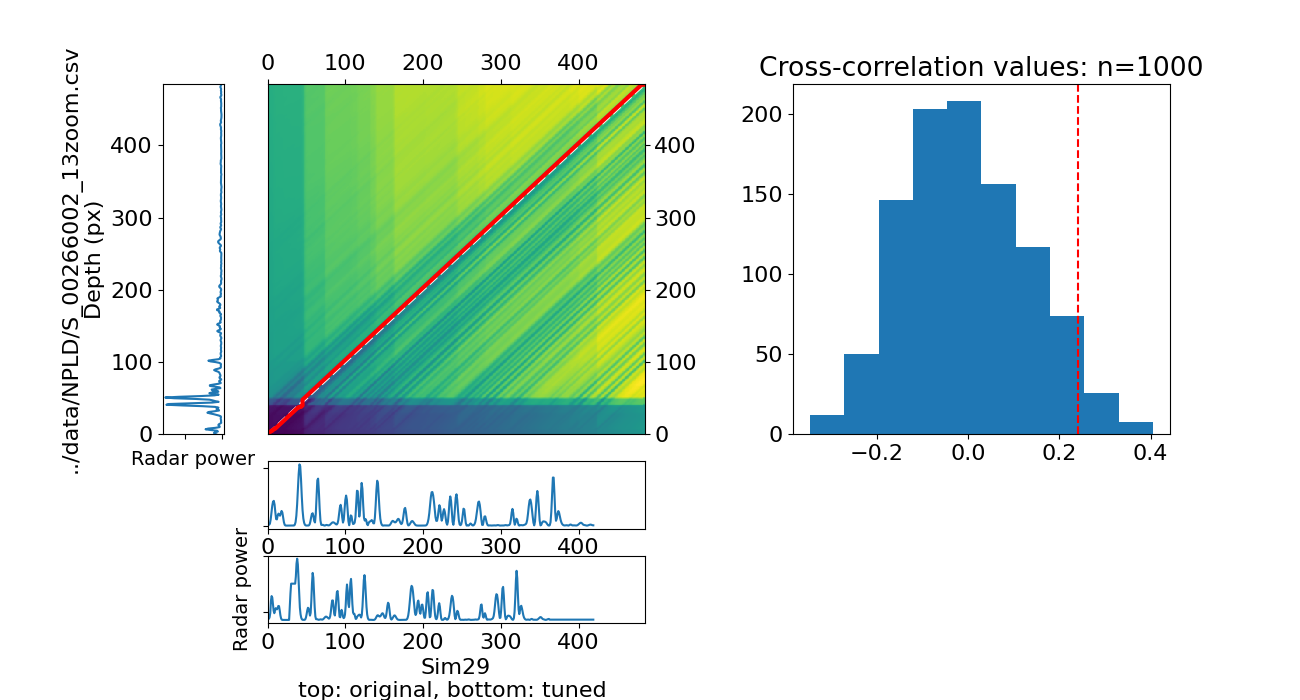 ../data/NPLD/S_00266002_13zoom.csv
Depth (px)
0
100
200
300
400
Radar power
0 100 200 300 400
0
100
200
300
400
Cross-correlation values: n=1000
0
50
100
150
200
−0.2 0.0 0.2 0.4
0 100 200 300 400
Radar power
0 100 200 300 400
Sim29
top: original, bottom: tuned